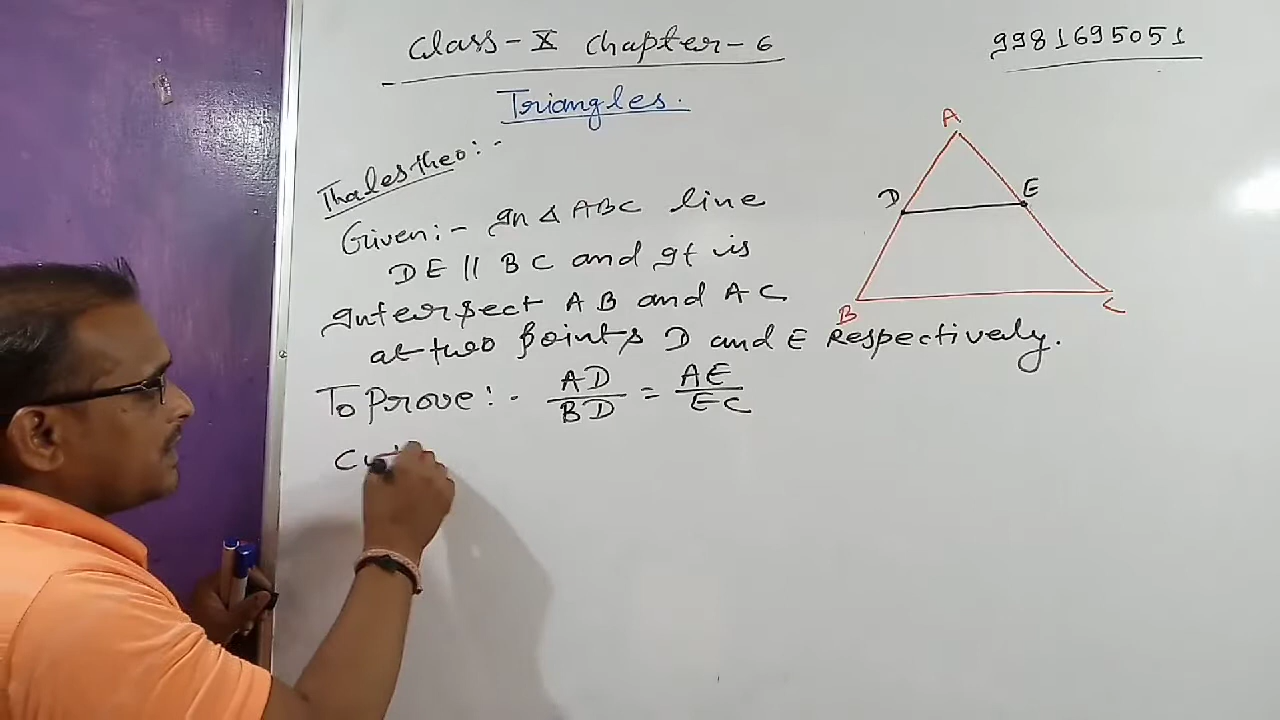 Class-X Chapter-6
9981695051
Triangles.
Thales theo:-
Given:- In △ ABC line
DE || BC and It is
Intersect AB and AC
at two points D and E Respectively.
To Prove:- AD/BD = AE/EC
A
D
E
B
C